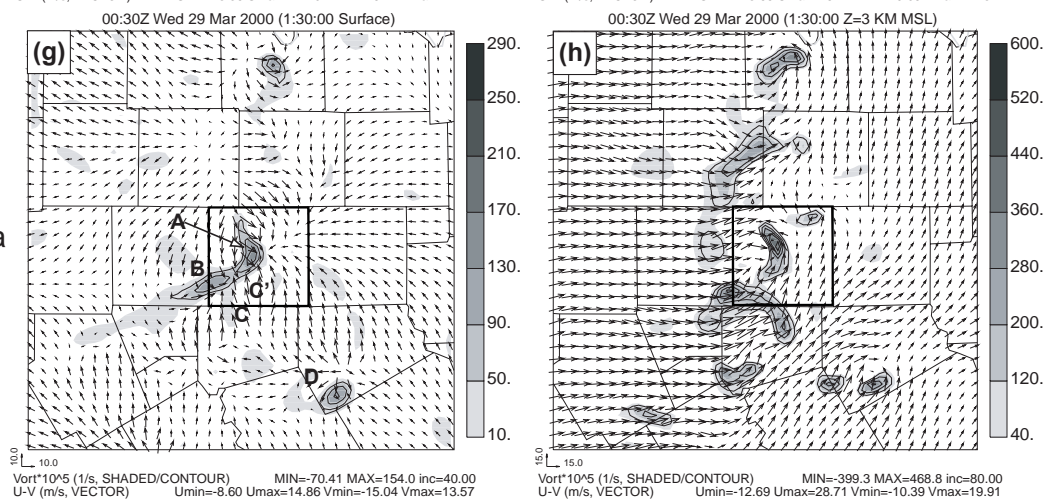 00:30Z Wed 29 Mar 2000 (1:30:00 Surface)
(g)
290.
250.
210.
170.
130.
90.
50.
10.
a
A
B
C'
C
D
10.0
10.0
Vort*10^5 (1/s, SHADED/CONTOUR) MIN=-70.41 MAX=154.0 inc=40.00
U-V (m/s, VECTOR) Umin=-8.60 Umax=14.86 Vmin=-15.04 Vmax=13.57
00:30Z Wed 29 Mar 2000 (1:30:00 Z=3 KM MSL)
(h)
600.
520.
440.
360.
280.
200.
120.
40.
15.0
15.0
Vort*10^5 (1/s, SHADED/CONTOUR) MIN=-399.3 MAX=468.8 inc=80.00
U-V (m/s, VECTOR) Umin=-12.69 Umax=28.71 Vmin=-10.39 Vmax=19.91